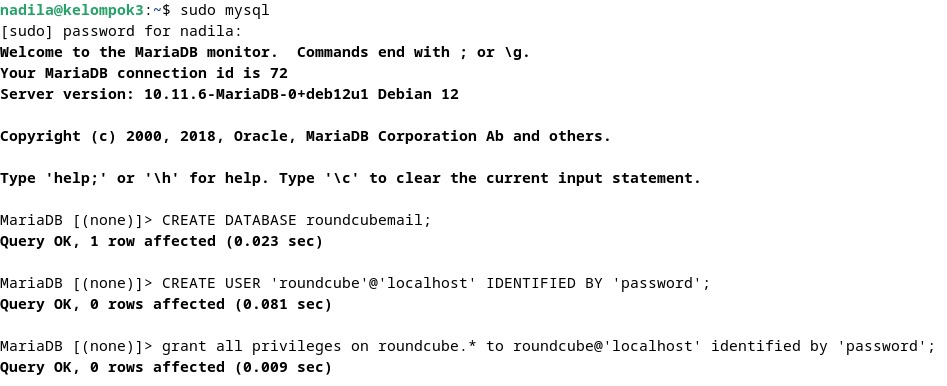 nadila@kelompok3:~$ sudo mysql
[sudo] password for nadila:
Welcome to the MariaDB monitor.  Commands end with ; or \g.
Your MariaDB connection id is 72
Server version: 10.11.6-MariaDB-0+deb12u1 Debian 12
Copyright (c) 2000, 2018, Oracle, MariaDB Corporation Ab and others.
Type 'help;' or '\h' for help. Type '\c' to clear the current input statement.
MariaDB [(none)]> CREATE DATABASE roundcubemail;
Query OK, 1 row affected (0.023 sec)
MariaDB [(none)]> CREATE USER 'roundcube'@'localhost' IDENTIFIED BY 'password';
Query OK, 0 rows affected (0.081 sec)
MariaDB [(none)]> grant all privileges on roundcube.* to roundcube@'localhost' identified by 'password';
Query OK, 0 rows affected (0.009 sec)